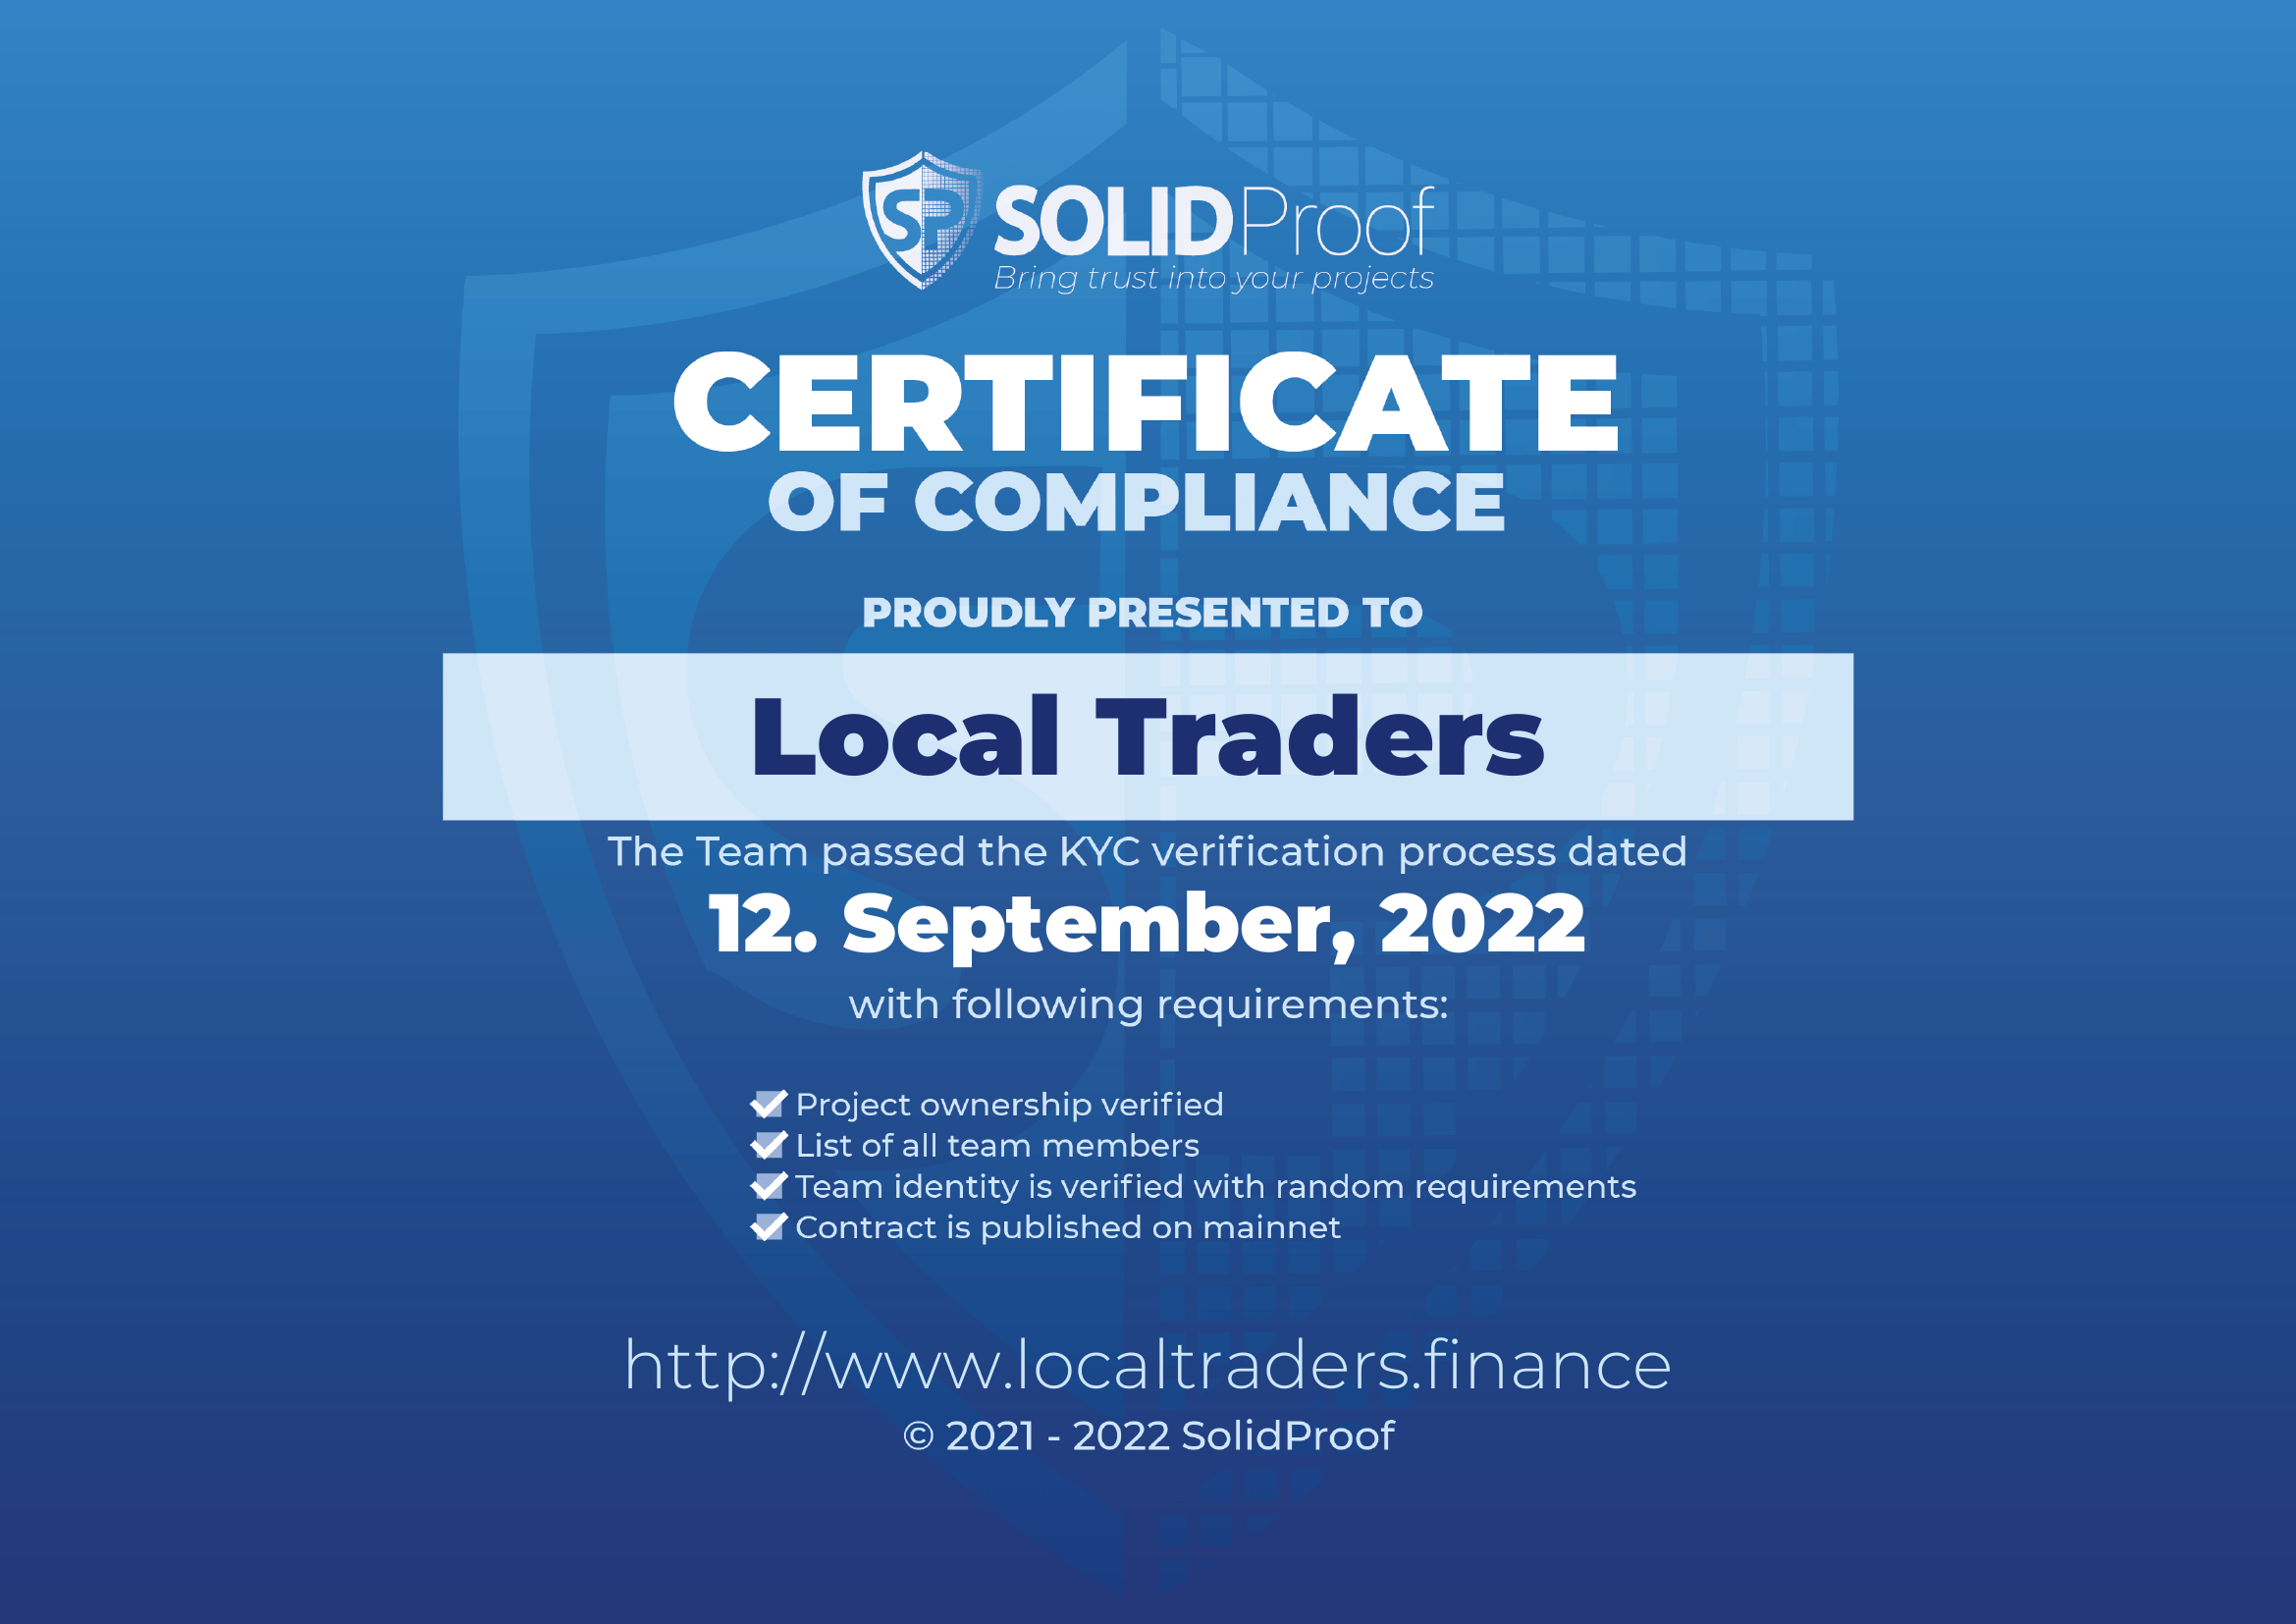 SP
SOLIDProof
Bring trust into your projects
CERTIFICATE
OF COMPLIANCE
PROUDLY PRESENTED TO
Local Traders
The Team passed the KYC verification process dated
12. September, 2022
with following requirements:
Project ownership verified
List of all team members
Team identity is verified with random requirements
Contract is published on mainnet
http://www.localtraders.finance
© 2021 - 2022 SolidProof